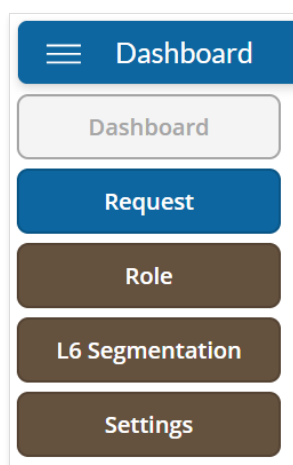 Dashboard
Dashboard
Request
Role
L6 Segmentation
Settings